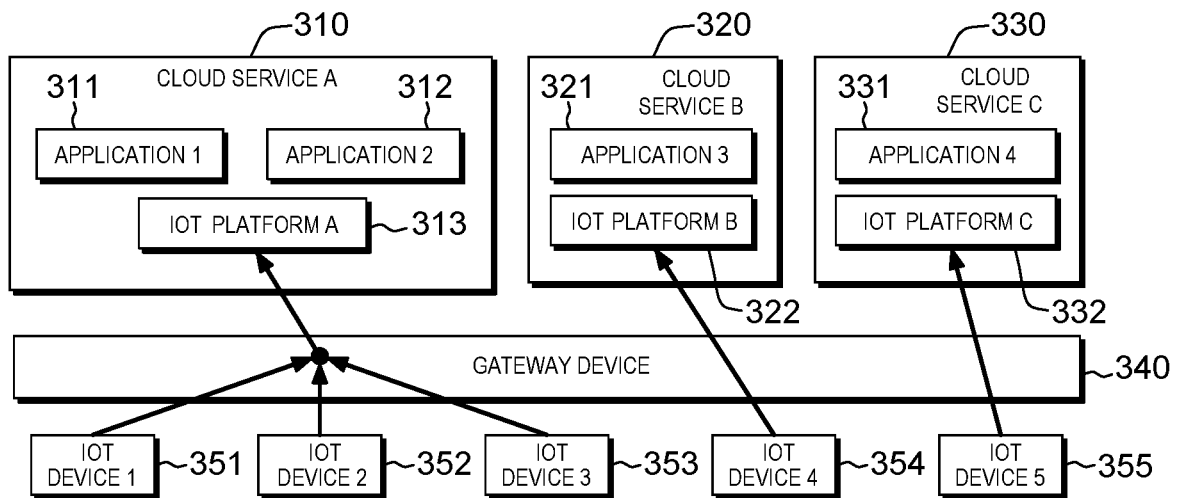 310
320
330
CLOUD SERVICE A
CLOUD
SERVICE B
CLOUD
SERVICE C
311
312
321
331
APPLICATION 1
APPLICATION 2
APPLICATION 3
APPLICATION 4
IOT PLATFORM A
313
IOT PLATFORM B
IOT PLATFORM C
322
332
GATEWAY DEVICE
340
IOT
DEVICE 1
351
IOT
DEVICE 2
352
IOT
DEVICE 3
353
IOT
DEVICE 4
354
IOT
DEVICE 5
355